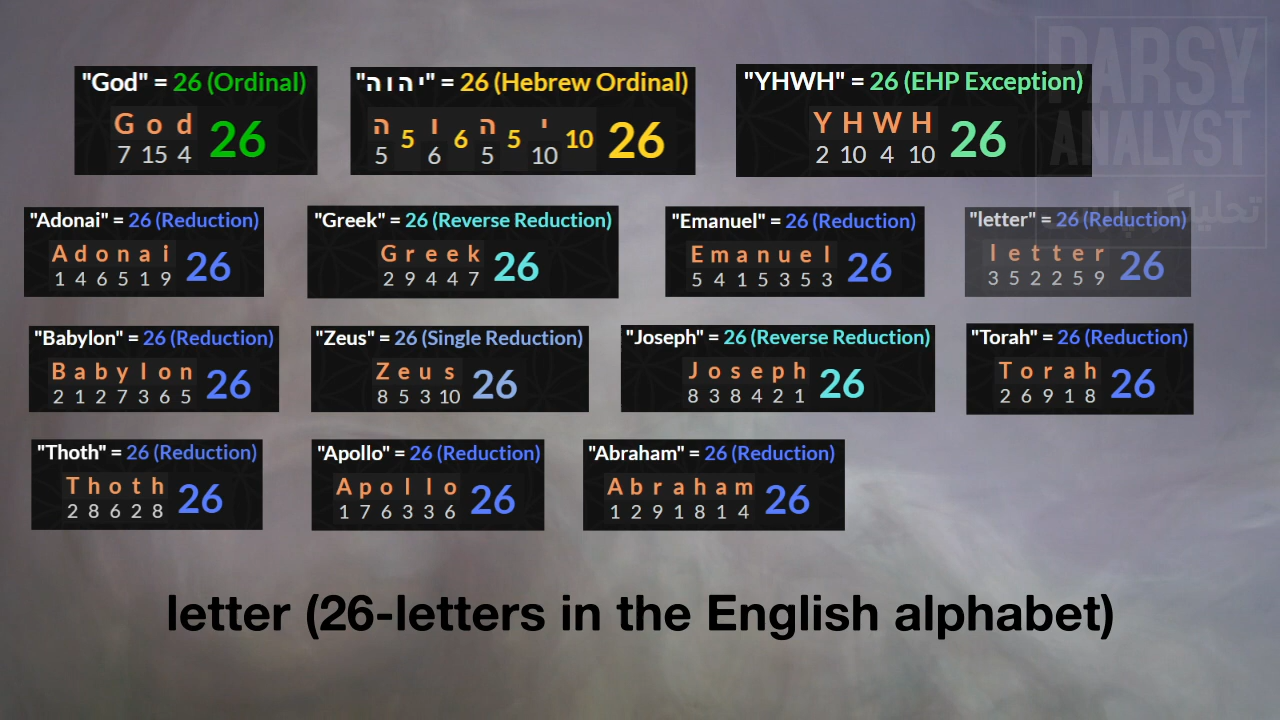 "God" = 26 (Ordinal)
G o d 26
7 15 4
"יהוה" = 26 (Hebrew Ordinal)
ה 5 ו 6 ה 5 י 10 26
5 6 5 10
"YHWH" = 26 (EHP Exception)
Y H W H 26
2 10 4 10
PARSY
ANALYST
تحلیلگر پارسی
"Adonai" = 26 (Reduction)
A d o n a i 26
1 4 6 5 1 9
"Greek" = 26 (Reverse Reduction)
G r e e k 26
2 9 4 4 7
"Emanuel" = 26 (Reduction)
E m a n u e l 26
5 4 1 5 3 5 3
"letter" = 26 (Reduction)
l e t t e r 26
3 5 2 2 5 9
"Babylon" = 26 (Reduction)
B a b y l o n 26
2 1 2 7 3 6 5
"Zeus" = 26 (Single Reduction)
Z e u s 26
8 5 3 10
"Joseph" = 26 (Reverse Reduction)
J o s e p h 26
8 3 8 4 2 1
"Torah" = 26 (Reduction)
T o r a h 26
2 6 9 1 8
"Thoth" = 26 (Reduction)
T h o t h 26
2 8 6 2 8
"Apollo" = 26 (Reduction)
A p o l l o 26
1 7 6 3 3 6
"Abraham" = 26 (Reduction)
A b r a h a m 26
1 2 9 1 8 1 4
letter (26-letters in the English alphabet)